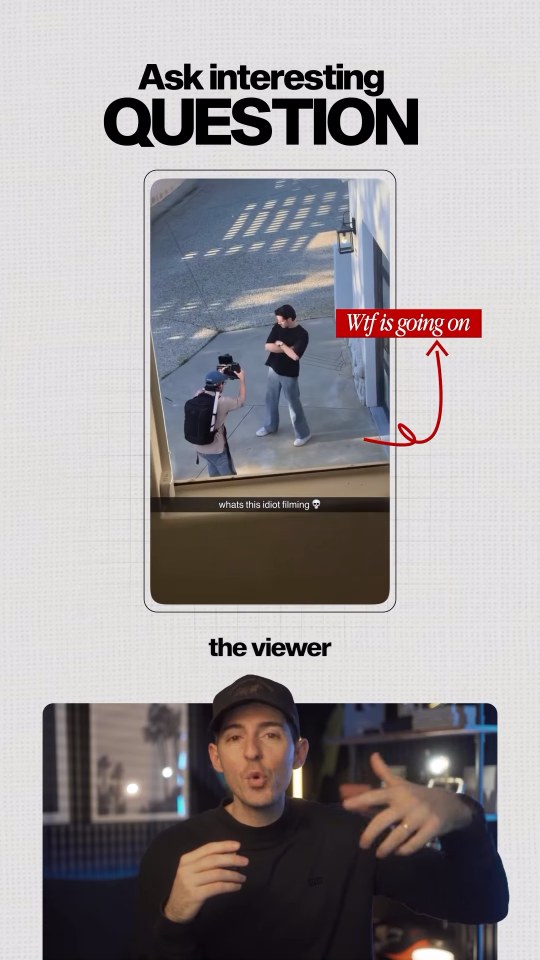 Ask interesting
QUESTION
Wtf is going on
whats this idiot filming 💀
the viewer